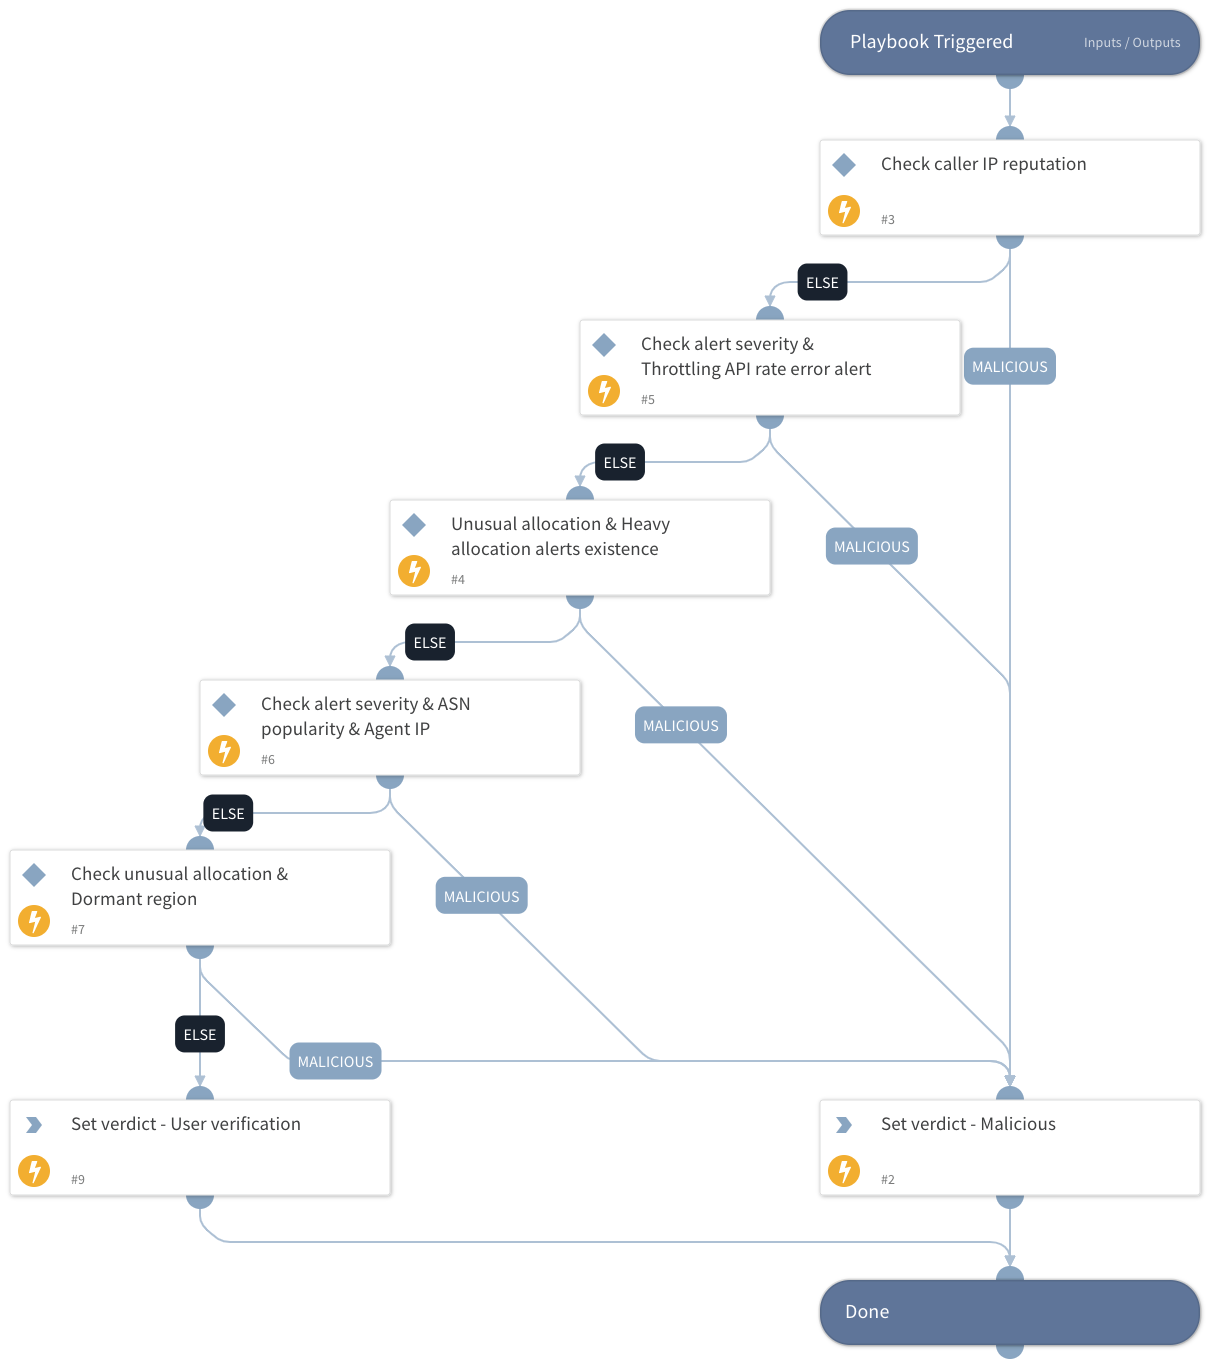 Playbook Triggered
Inputs / Outputs
Check caller IP reputation
#3
ELSE
Check alert severity &
Throttling API rate error alert
#5
MALICIOUS
ELSE
Unusual allocation & Heavy
allocation alerts existence
#4
MALICIOUS
ELSE
Check alert severity & ASN
popularity & Agent IP
#6
MALICIOUS
ELSE
Check unusual allocation &
Dormant region
#7
MALICIOUS
ELSE
MALICIOUS
Set verdict - User verification
#9
Set verdict - Malicious
#2
Done